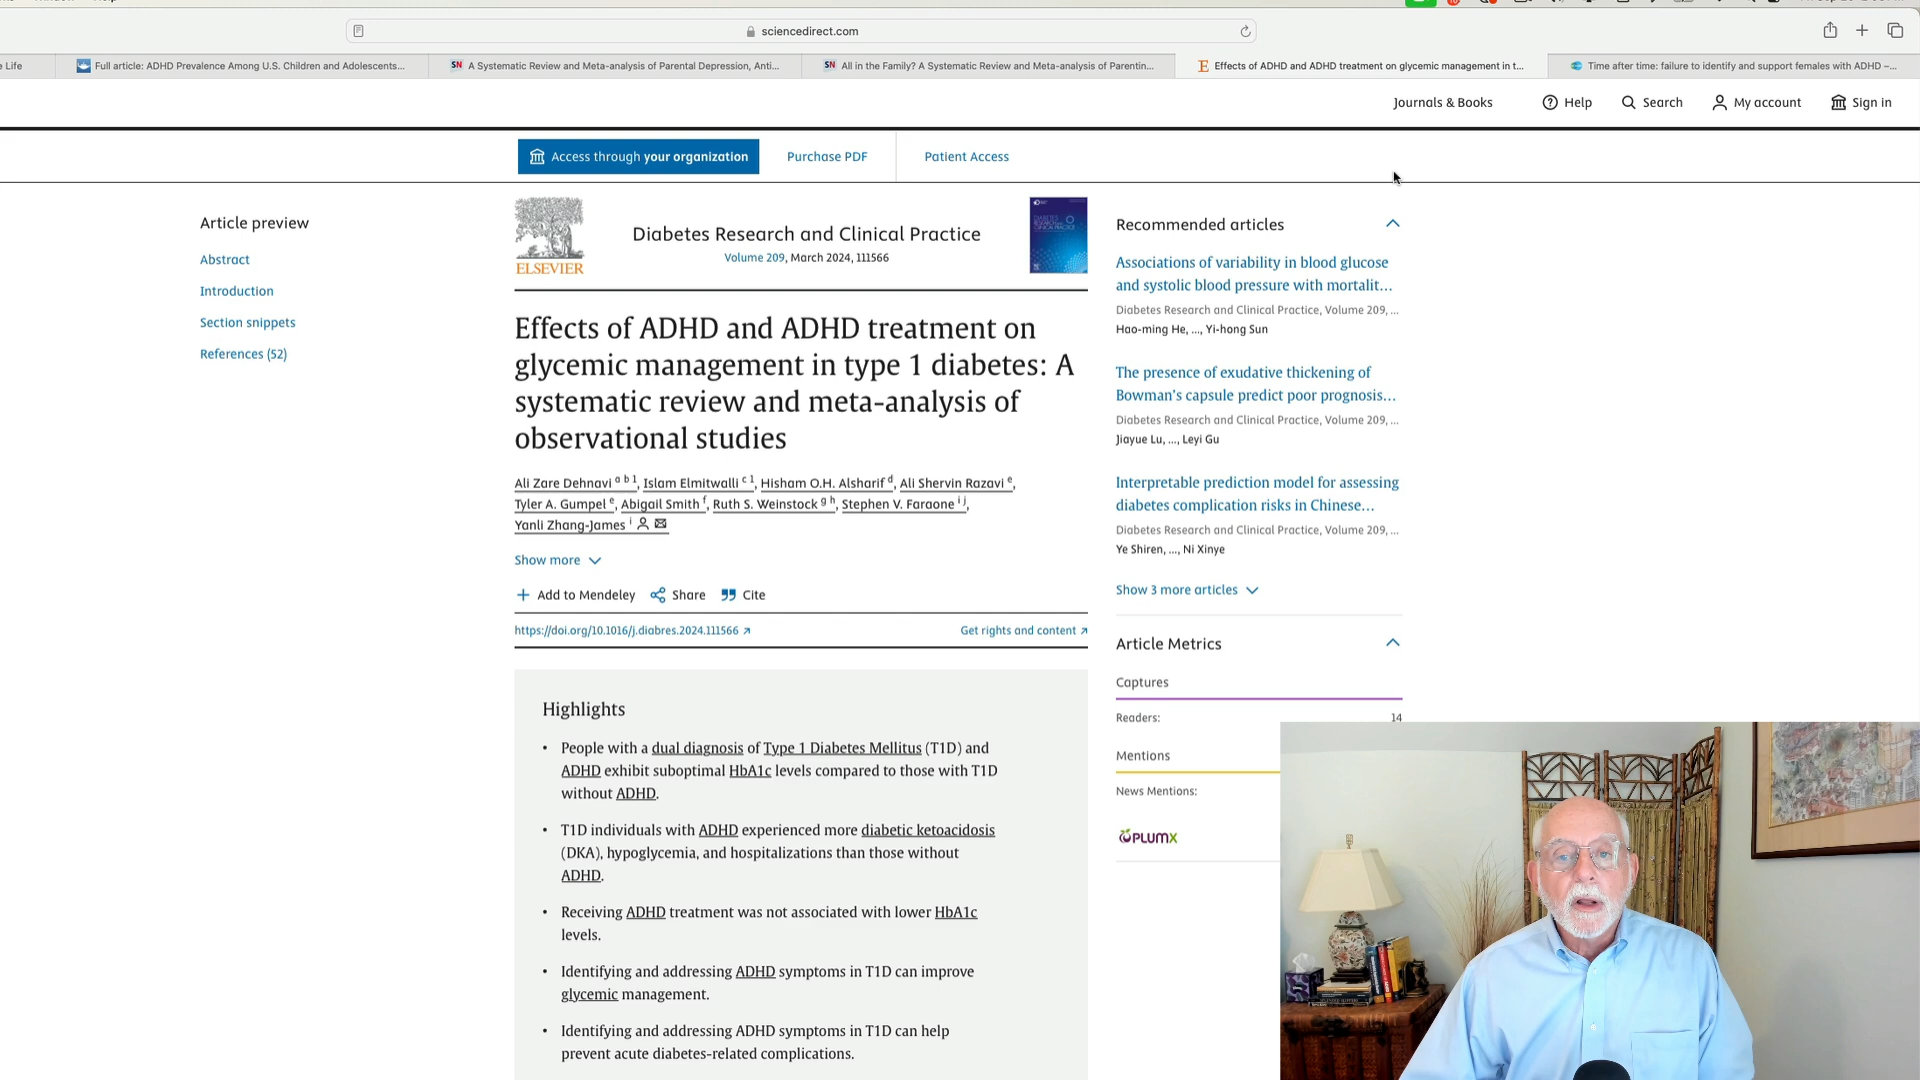 sciencedirect.com
e Life
Full article: ADHD Prevalence Among U.S. Children and Adolescents...
SN A Systematic Review and Meta-analysis of Parental Depression, Anti...
SN All in the Family? A Systematic Review and Meta-analysis of Parentin...
Effects of ADHD and ADHD treatment on glycemic management in t...
Time after time: failure to identify and support females with ADHD –...
Journals & Books
Help
Search
My account
Sign in
Access through your organization
Purchase PDF
Patient Access
Article preview
Abstract
Introduction
Section snippets
References (52)
ELSEVIER
Diabetes Research and Clinical Practice
Volume 209, March 2024, 111566
Effects of ADHD and ADHD treatment on
glycemic management in type 1 diabetes: A
systematic review and meta-analysis of
observational studies
Ali Zare Dehnavi a b 1, Islam Elmitwalli c 1, Hisham O.H. Alsharif d, Ali Shervin Razavi e,
Tyler A. Gumpel e, Abigail Smith f, Ruth S. Weinstock g h, Stephen V. Faraone i j,
Yanli Zhang-James i
Show more
Add to Mendeley
Share
Cite
https://doi.org/10.1016/j.diabres.2024.111566
Get rights and content
Highlights
• People with a dual diagnosis of Type 1 Diabetes Mellitus (T1D) and
ADHD exhibit suboptimal HbA1c levels compared to those with T1D
without ADHD.
• T1D individuals with ADHD experienced more diabetic ketoacidosis
(DKA), hypoglycemia, and hospitalizations than those without
ADHD.
• Receiving ADHD treatment was not associated with lower HbA1c
levels.
• Identifying and addressing ADHD symptoms in T1D can improve
glycemic management.
• Identifying and addressing ADHD symptoms in T1D can help
prevent acute diabetes-related complications.
Recommended articles
Associations of variability in blood glucose
and systolic blood pressure with mortalit...
Diabetes Research and Clinical Practice, Volume 209, ...
Hao-ming He, ..., Yi-hong Sun
The presence of exudative thickening of
Bowman's capsule predict poor prognosis...
Diabetes Research and Clinical Practice, Volume 209, ...
Jiayue Lu, ..., Leyi Gu
Interpretable prediction model for assessing
diabetes complication risks in Chinese...
Diabetes Research and Clinical Practice, Volume 209, ...
Ye Shiren, ..., Ni Xinye
Show 3 more articles
Article Metrics
Captures
Readers: 14
Mentions
News Mentions:
PLUMX